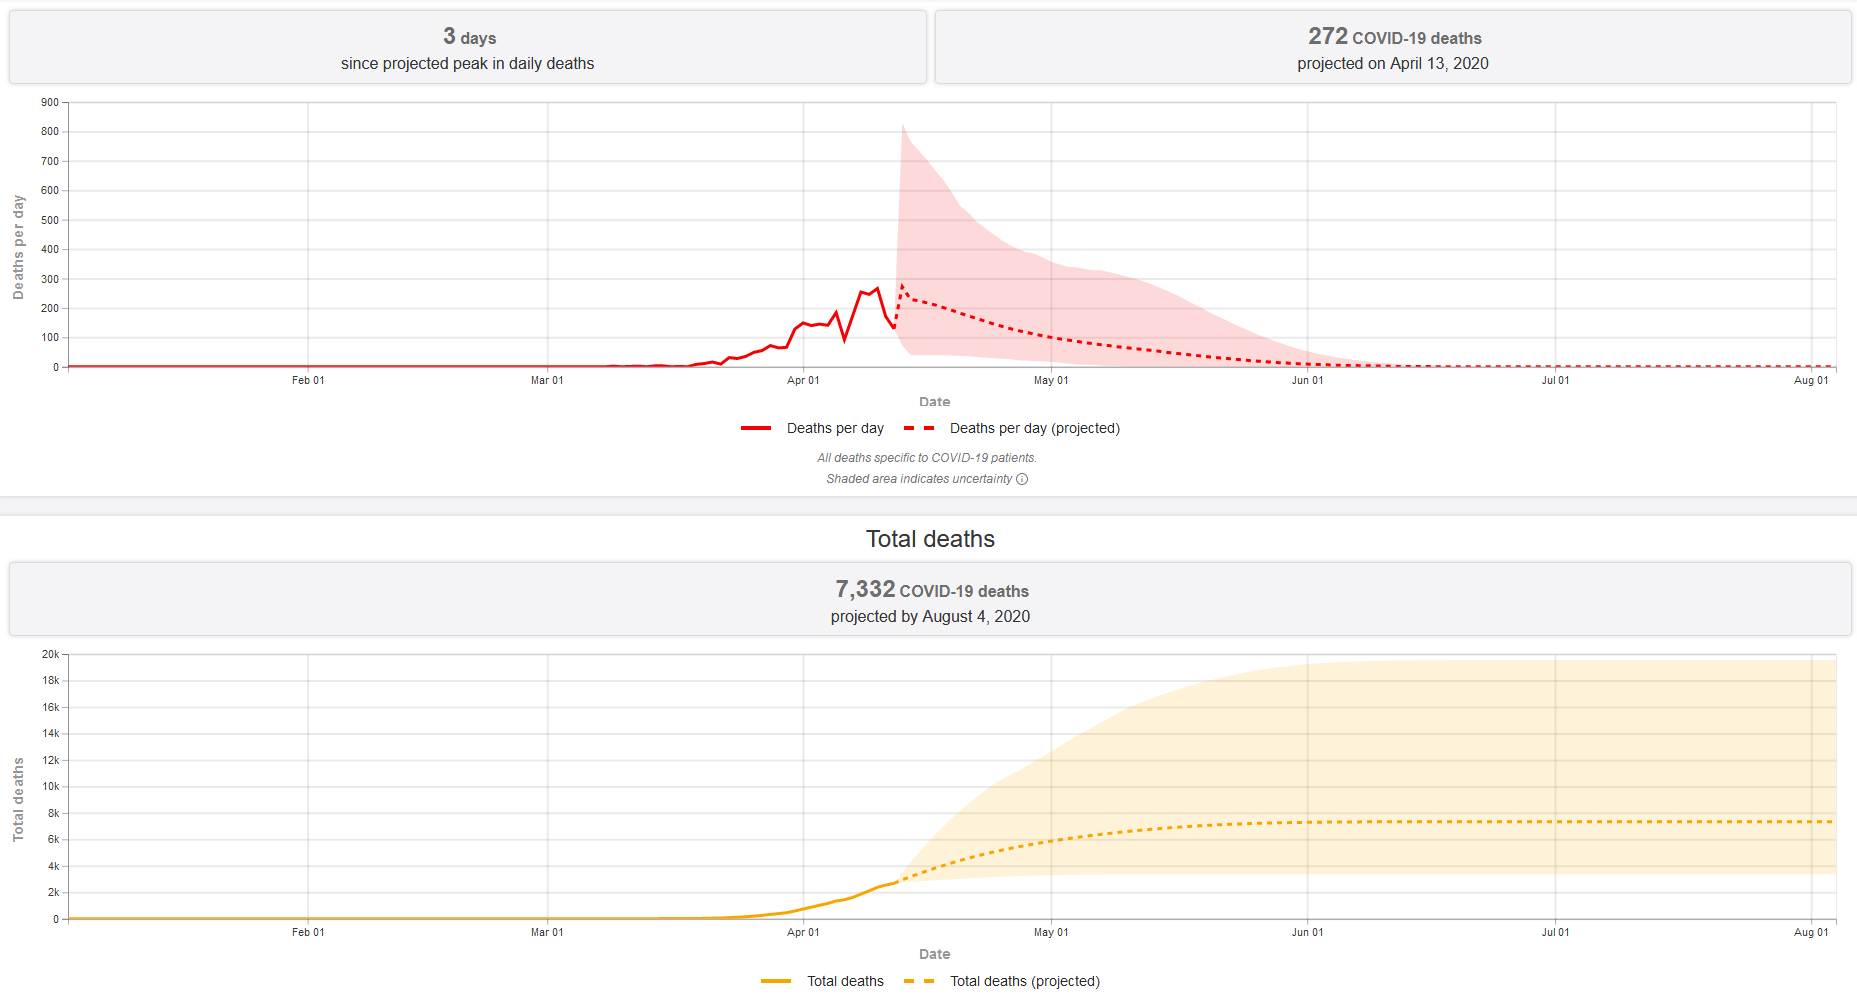 3 days
since projected peak in daily deaths
272 COVID-19 deaths
projected on April 13, 2020
900
800
700
600
500
400
300
200
100
0
Deaths per day
Feb 01
Mar 01
Apr 01
May 01
Jun 01
Jul 01
Aug 01
Date
Deaths per day
Deaths per day (projected)
All deaths specific to COVID-19 patients.
Shaded area indicates uncertainty
Total deaths
7,332 COVID-19 deaths
projected by August 4, 2020
20k
18k
16k
14k
12k
10k
8k
6k
4k
2k
0
Total deaths
Feb 01
Mar 01
Apr 01
May 01
Jun 01
Jul 01
Aug 01
Date
Total deaths
Total deaths (projected)